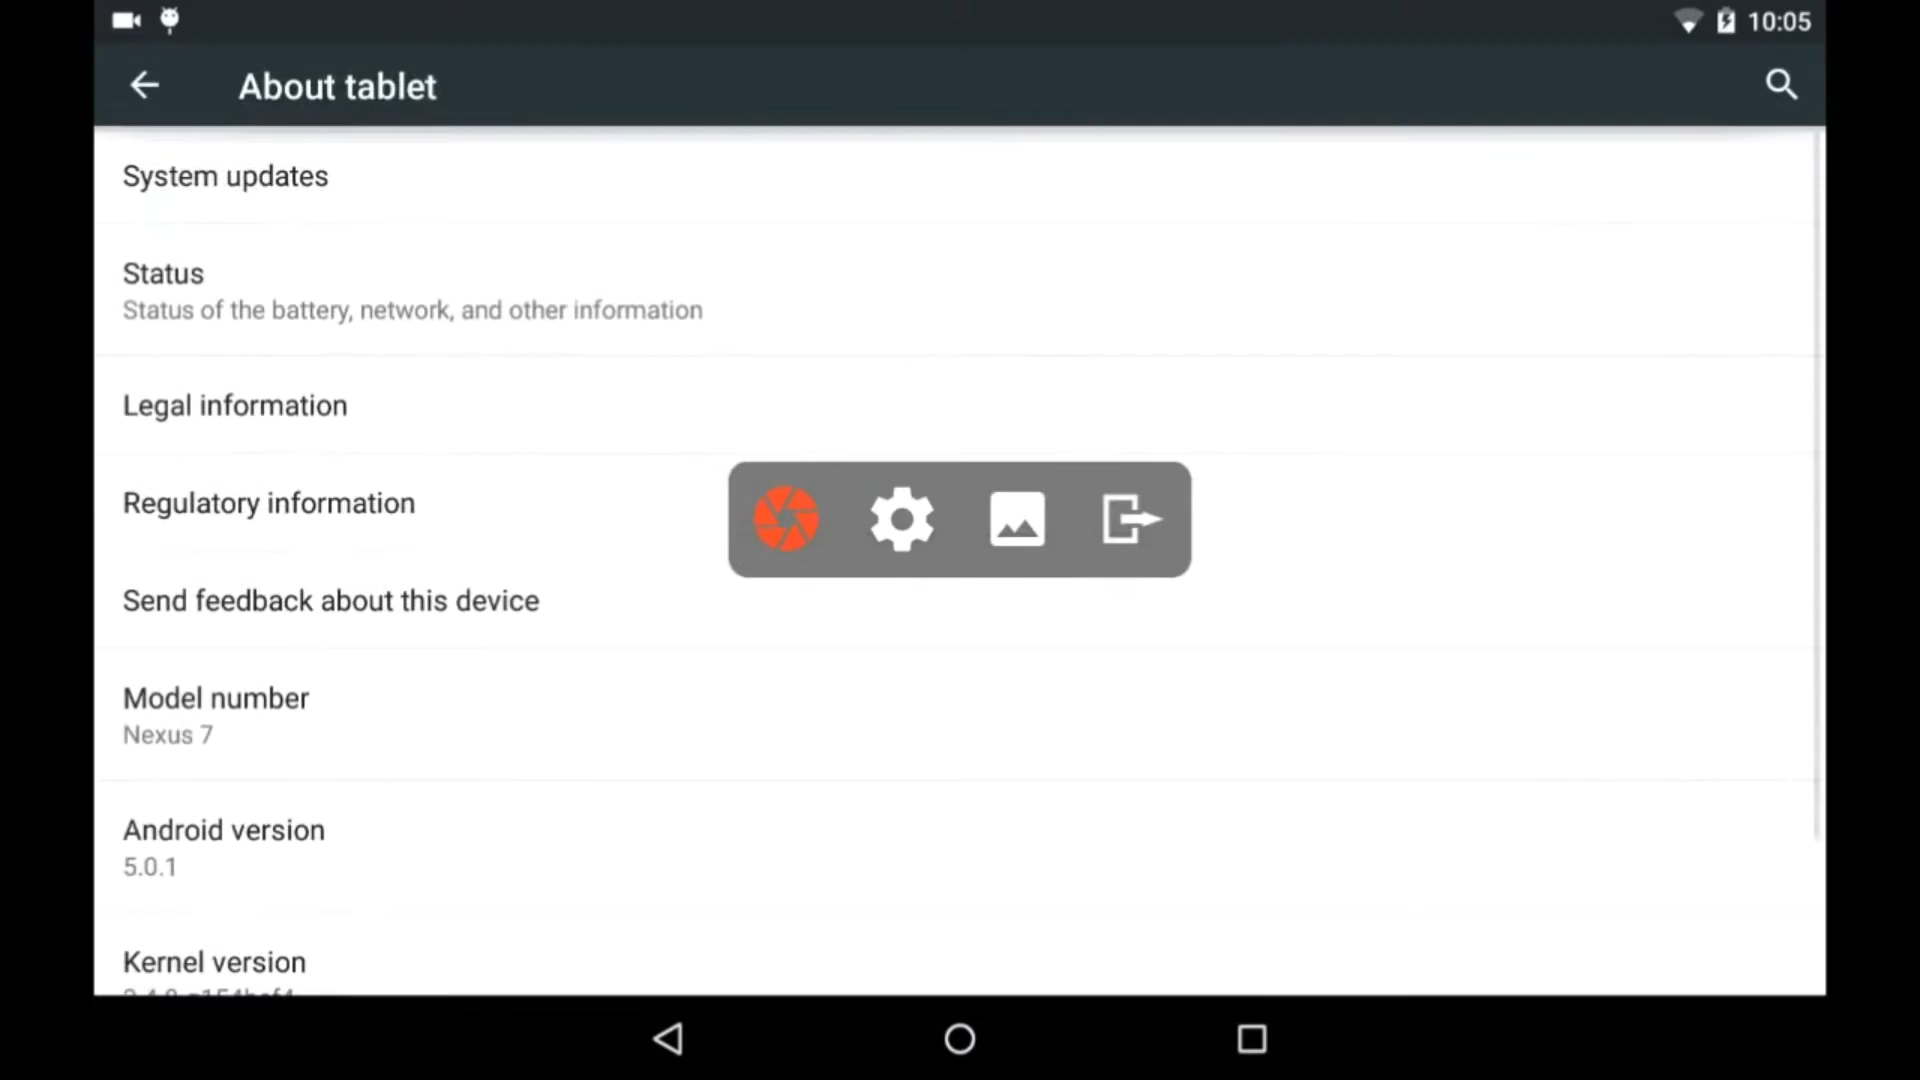 10:05
About tablet
System updates
Status
Status of the battery, network, and other information
Legal information
Regulatory information
Send feedback about this device
Model number
Nexus 7
Android version
5.0.1
Kernel version